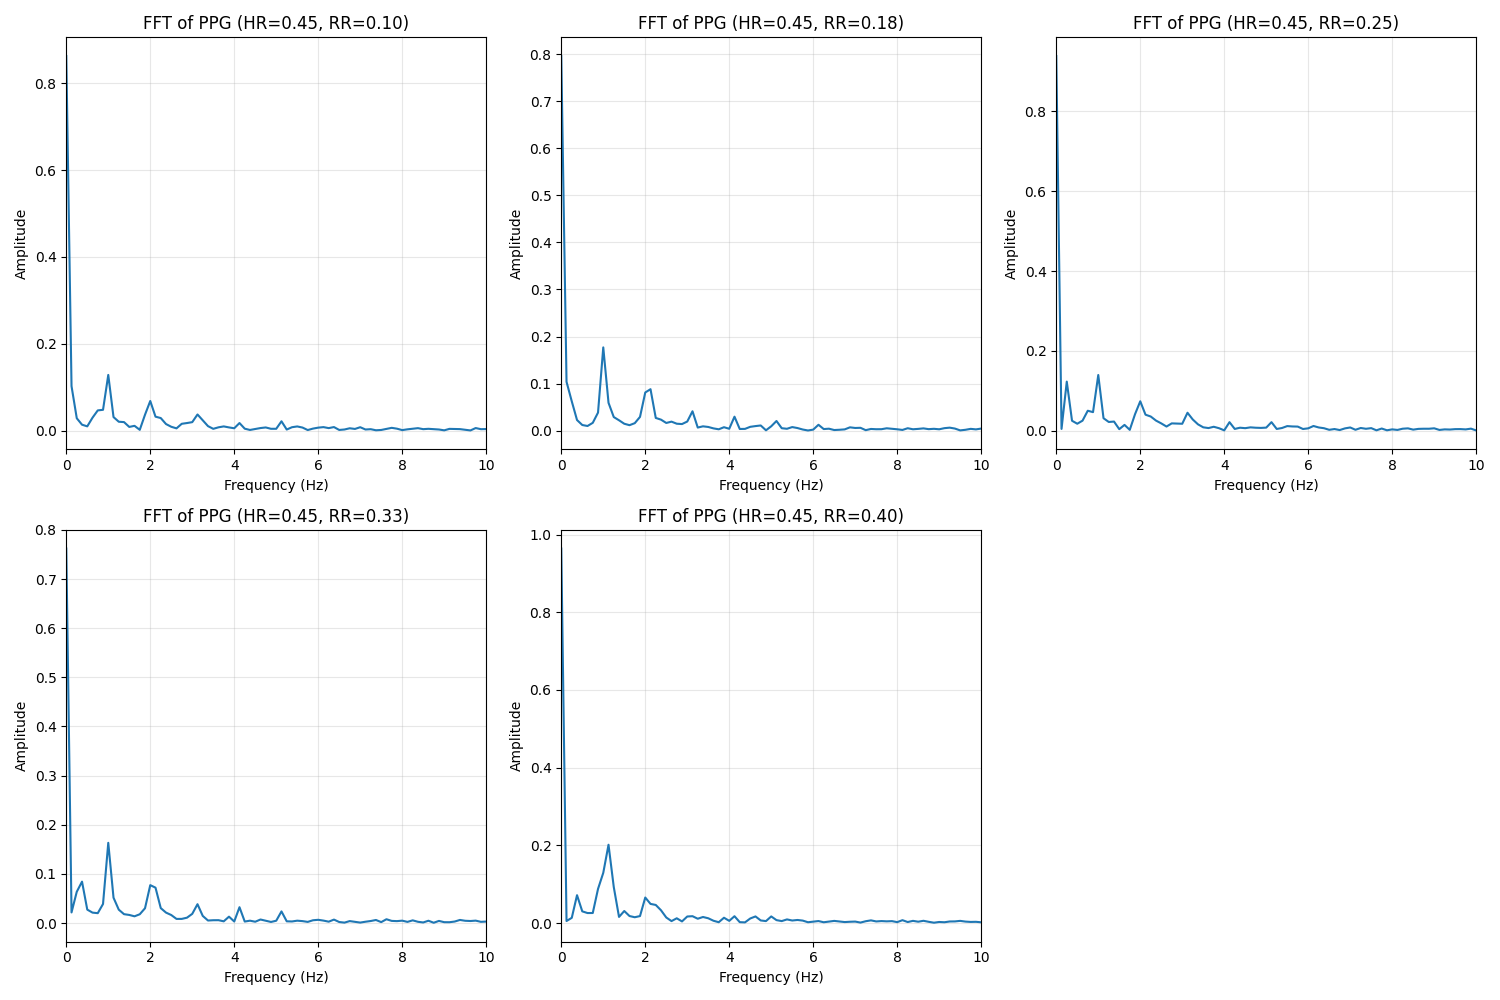 FFT of PPG (HR=0.45, RR=0.10)
Amplitude
0.8
0.6
0.4
0.2
0.0
0 2 4 6 8 10
Frequency (Hz)
FFT of PPG (HR=0.45, RR=0.18)
Amplitude
0.8
0.7
0.6
0.5
0.4
0.3
0.2
0.1
0.0
0 2 4 6 8 10
Frequency (Hz)
FFT of PPG (HR=0.45, RR=0.25)
Amplitude
0.8
0.6
0.4
0.2
0.0
0 2 4 6 8 10
Frequency (Hz)
FFT of PPG (HR=0.45, RR=0.33)
Amplitude
0.8
0.7
0.6
0.5
0.4
0.3
0.2
0.1
0.0
0 2 4 6 8 10
Frequency (Hz)
FFT of PPG (HR=0.45, RR=0.40)
Amplitude
1.0
0.8
0.6
0.4
0.2
0.0
0 2 4 6 8 10
Frequency (Hz)